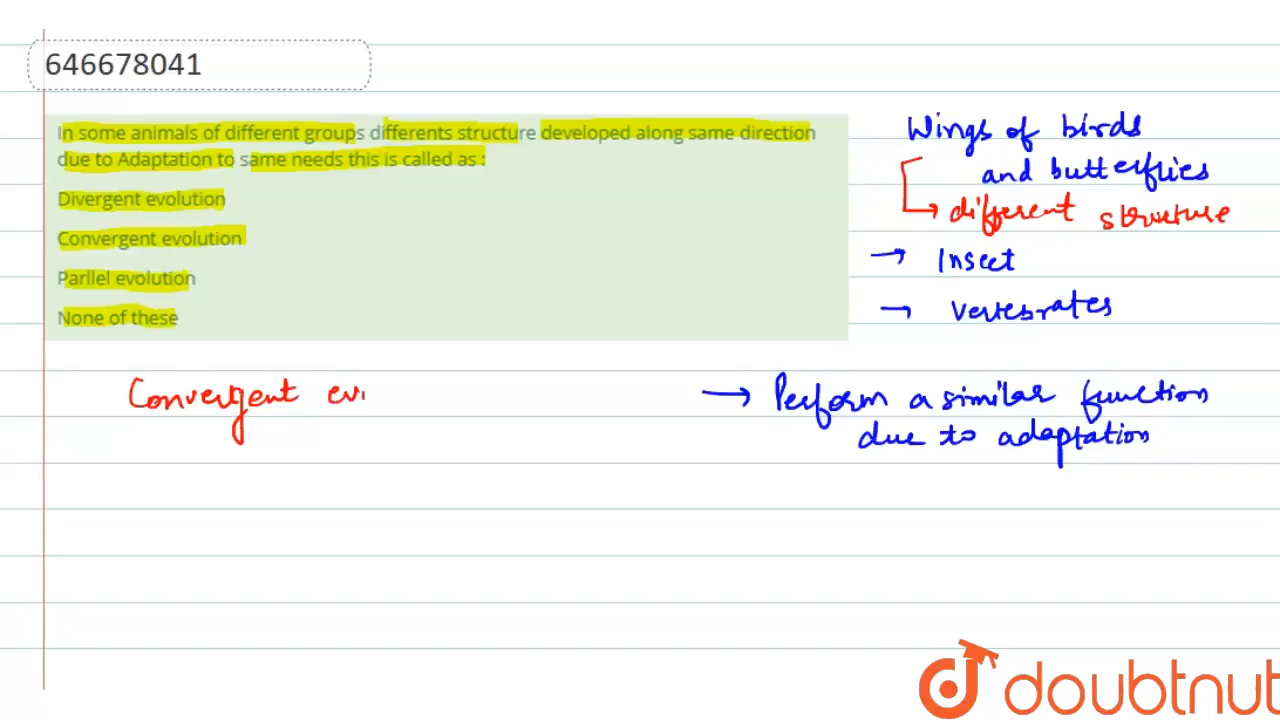 646678041
In some animals of different groups differents structure developed along same direction
due to Adaptation to same needs this is called as :
Divergent evolution
Convergent evolution
Parllel evolution
None of these
Wings of birds
and butterflies
→ different structure
→ Insect
→ Vertebrates
Convergent evi
→ Perform a similar function
due to adaptation
doubtnut